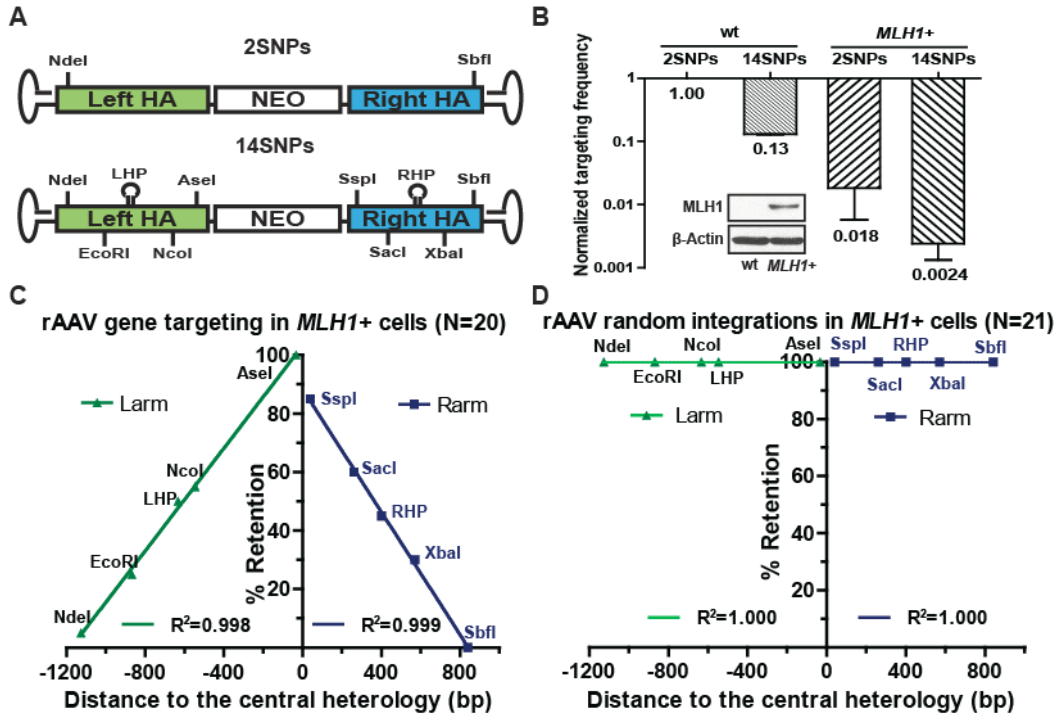 A
2SNPs
NdeI
SbfI
Left HA
NEO
Right HA
14SNPs
NdeI
LHP
AseI
SspI
RHP
SbfI
Left HA
NEO
Right HA
EcoRI
NcoI
SacI
XbaI
B
wt
MLH1+
2SNPs
14SNPs
2SNPs
14SNPs
Normalized targeting frequency
1
0.1
0.01
0.001
1.00
0.13
0.018
0.0024
MLH1
β-Actin
wt
MLH1+
C
rAAV gene targeting in MLH1+ cells (N=20)
100
80
60
40
20
% Retention
AseI
Larm
Rarm
SspI
NcoI
SacI
LHP
RHP
EcoRI
XbaI
NdeI
SbfI
R²=0.998
R²=0.999
-1200
-800
-400
0
400
800
Distance to the central heterology (bp)
D
rAAV random integrations in MLH1+ cells (N=21)
NdeI
NcoI
AseI
SspI
RHP
SbfI
EcoRI
LHP
SacI
XbaI
100
80
60
40
20
% Retention
Larm
Rarm
R²=1.000
R²=1.000
-1200
-800
-400
0
400
800
Distance to the central heterology (bp)